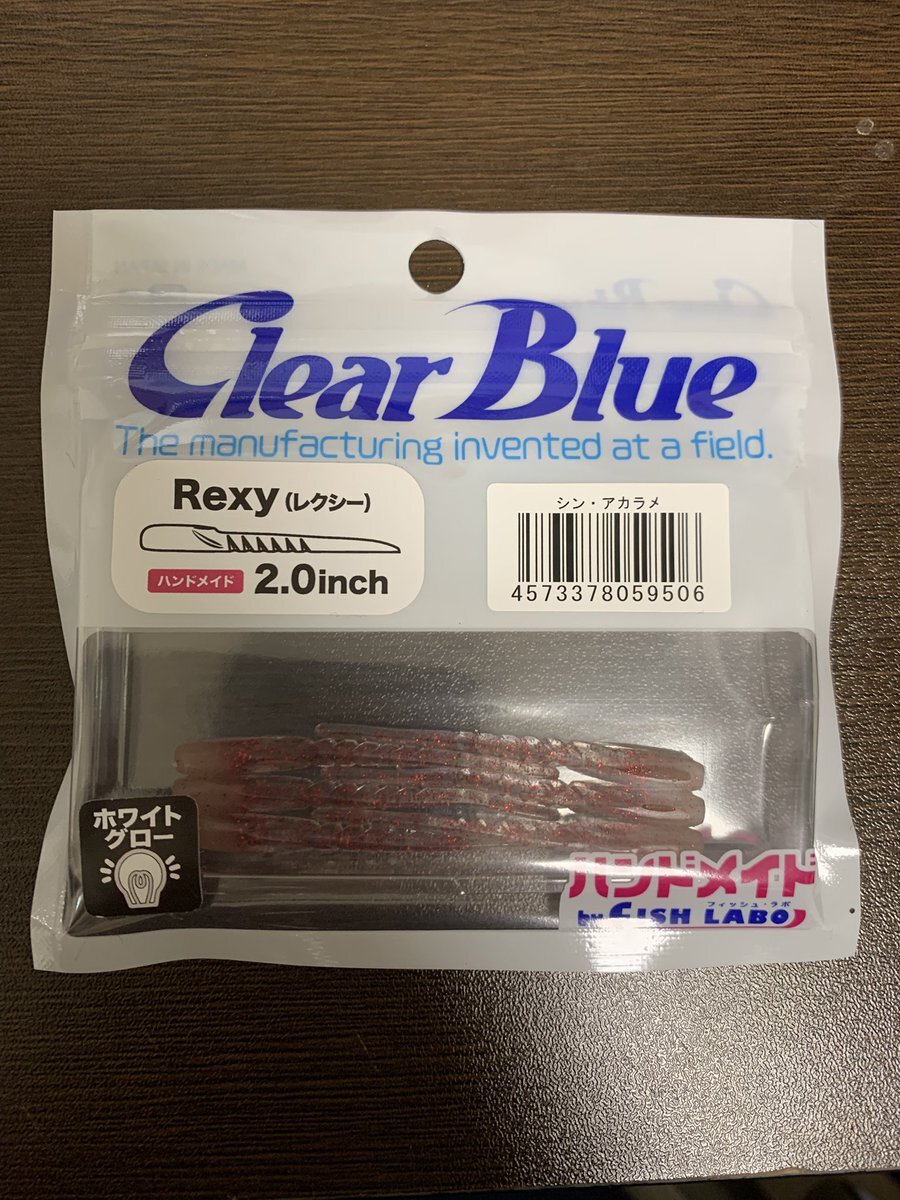 Clear Blue
The manufacturing invented at a field.
Rexy (レクシー)
ハンドメイド 2.0inch
シン・アカラメ
4573378059506
ホワイト
グロー
ハンドメイド
フィッシュ・ラボ
by FISH LABO